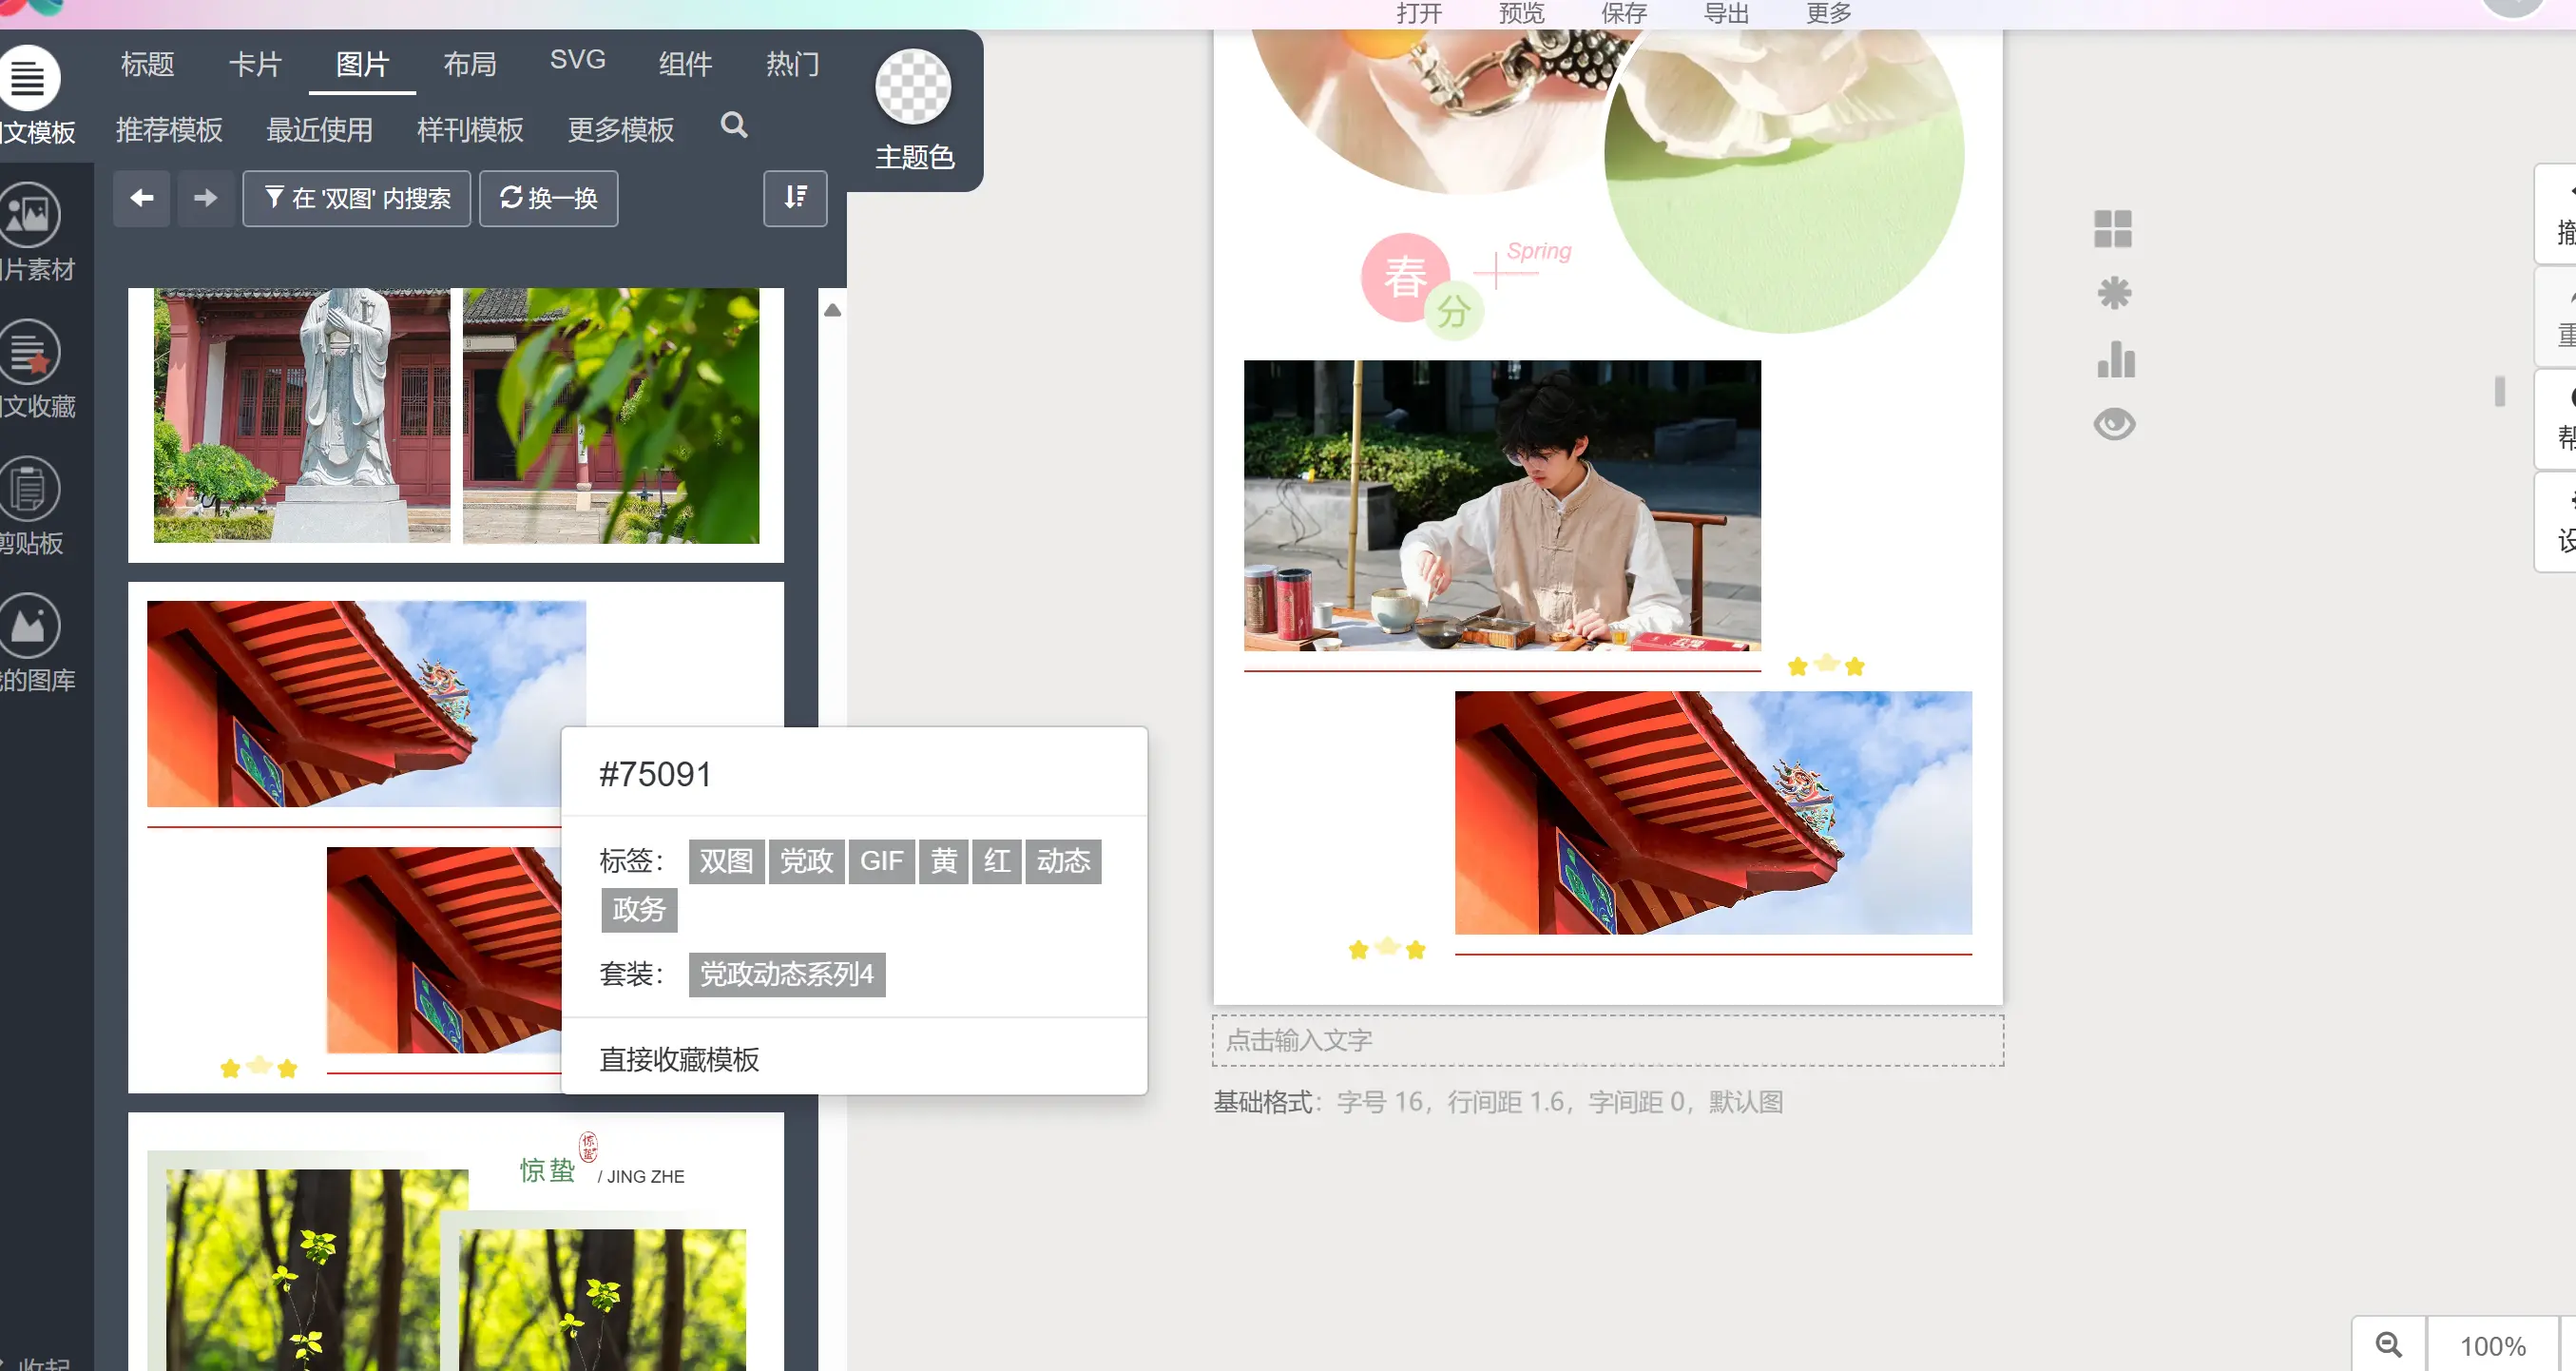 打开 预览 保存 导出 更多
标题 卡片 图片 布局 SVG 组件 热门
文模板
推荐模板 最近使用 样刊模板 更多模板
主题色
在 '双图' 内搜索 换一换
片素材
文收藏
剪贴板
的图库
收起
#75091
标签： 双图 党政 GIF 黄 红 动态
政务
套装： 党政动态系列4
直接收藏模板
惊蛰 惊蛰 / JING ZHE
春 分 Spring
点击输入文字
基础格式：字号 16，行间距 1.6，字间距 0，默认图
撤
重
帮
设
100%